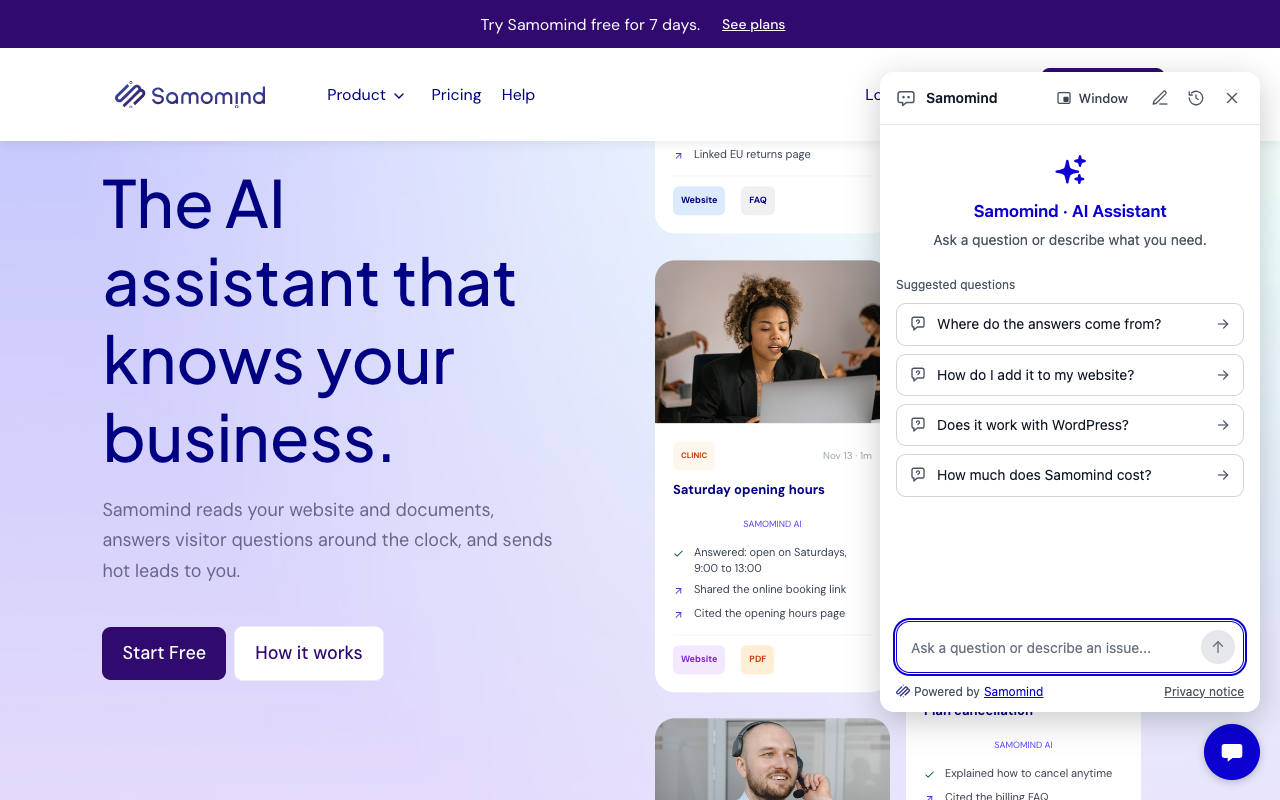 Try Samomind free for 7 days. See plans
Samomind
Product
Pricing
Help
The AI
assistant that
knows your
business.
Samomind reads your website and documents,
answers visitor questions around the clock, and sends
hot leads to you.
Start Free
How it works
Linked EU returns page
Website
FAQ
CLINIC
Nov 13 · 1m
Saturday opening hours
SAMOMIND AI
Answered: open on Saturdays,
9:00 to 13:00
Shared the online booking link
Cited the opening hours page
Website
PDF
Samomind
Window
Samomind · AI Assistant
Ask a question or describe what you need.
Suggested questions
Where do the answers come from?
How do I add it to my website?
Does it work with WordPress?
How much does Samomind cost?
Ask a question or describe an issue...
Powered by Samomind
Privacy notice
Plan cancellation
SAMOMIND AI
Explained how to cancel anytime
Cited the billing FAQ